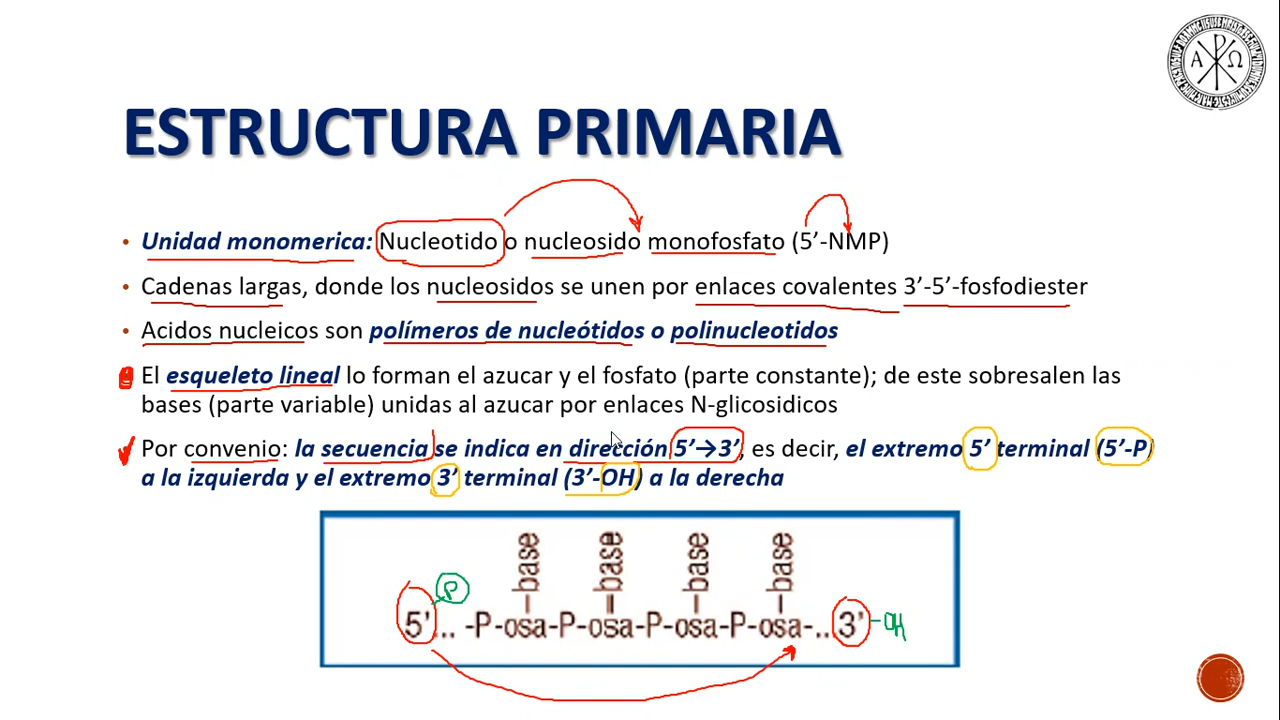 ESTRUCTURA PRIMARIA
• Unidad monomerica: Nucleotido o nucleosido monofosfato (5’-NMP)
• Cadenas largas, donde los nucleosidos se unen por enlaces covalentes 3’-5’-fosfodiester
• Acidos nucleicos son polímeros de nucleótidos o polinucleotidos
El esqueleto lineal lo forman el azucar y el fosfato (parte constante); de este sobresalen las
bases (parte variable) unidas al azucar por enlaces N-glicosidicos
Por convenio: la secuencia se indica en dirección 5’→3’, es decir, el extremo 5’ terminal (5’-P)
a la izquierda y el extremo 3’ terminal (3’-OH) a la derecha
base base base base
P
5’... -P-osa-P-osa-P-osa-P-osa-...3’ -OH
Α Ω